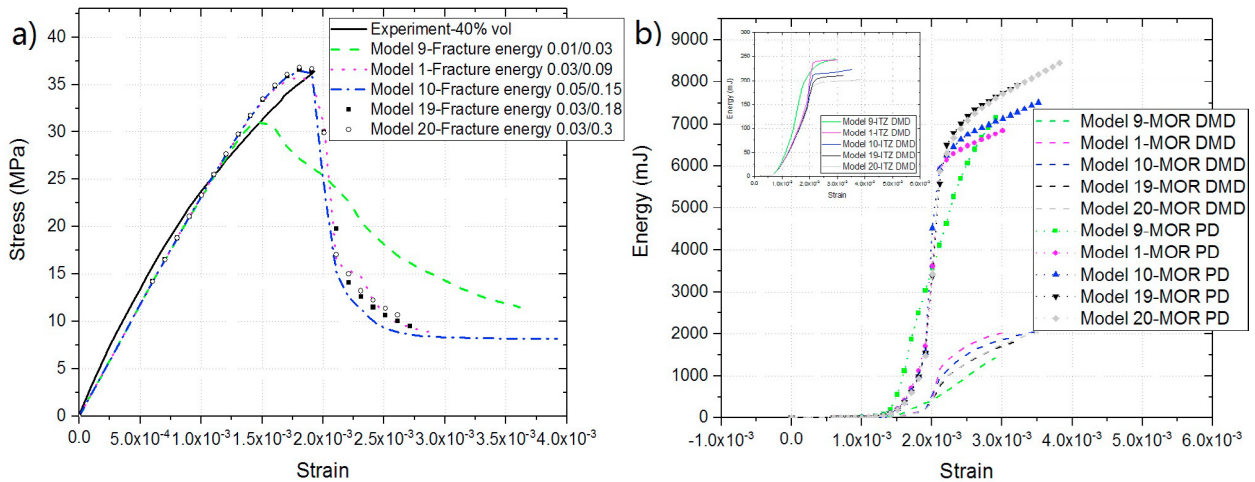 a)
Experiment-40% vol
Model 9-Fracture energy 0.01/0.03
Model 1-Fracture energy 0.03/0.09
Model 10-Fracture energy 0.05/0.15
Model 19-Fracture energy 0.03/0.18
Model 20-Fracture energy 0.03/0.3
Stress (MPa)
40
35
30
25
20
15
10
5
0
0.0 5.0x10⁻⁴ 1.0x10⁻³ 1.5x10⁻³ 2.0x10⁻³ 2.5x10⁻³ 3.0x10⁻³ 3.5x10⁻³ 4.0x10⁻³
Strain
b)
Energy (mJ)
9000
8000
7000
6000
5000
4000
3000
2000
1000
0
-1.0x10⁻³ 0.0 1.0x10⁻³ 2.0x10⁻³ 3.0x10⁻³ 4.0x10⁻³ 5.0x10⁻³ 6.0x10⁻³
Strain
Energy (mJ)
300
250
200
150
100
50
0
Model 9-ITZ DMD
Model 1-ITZ DMD
Model 10-ITZ DMD
Model 19-ITZ DMD
Model 20-ITZ DMD
Strain
Model 9-MOR DMD
Model 1-MOR DMD
Model 10-MOR DMD
Model 19-MOR DMD
Model 20-MOR DMD
Model 9-MOR PD
Model 1-MOR PD
Model 10-MOR PD
Model 19-MOR PD
Model 20-MOR PD